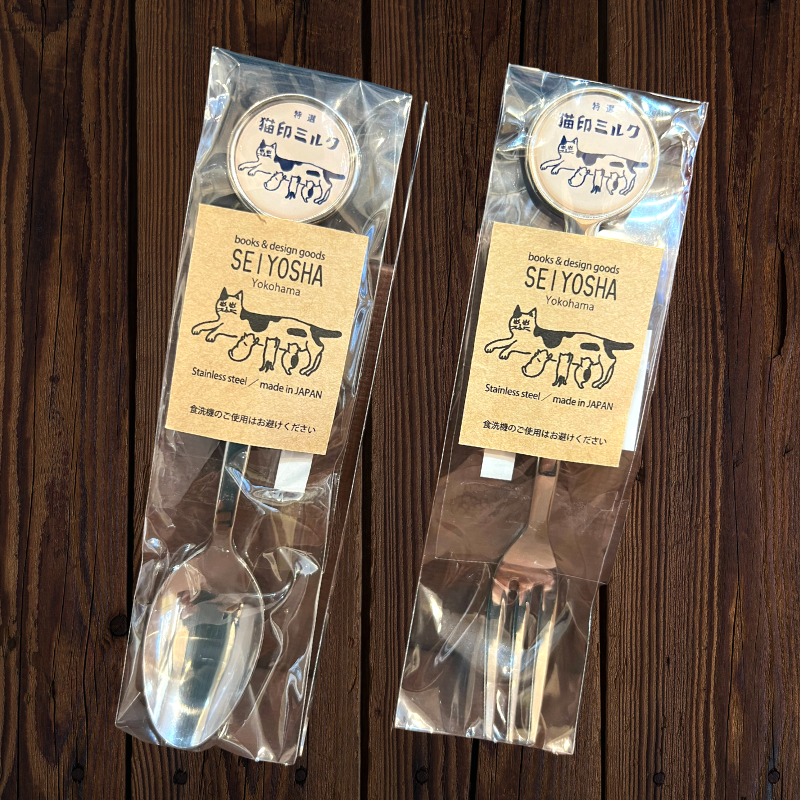 特選
猫印ミルク
books & design goods
SEIYOSHA
Yokohama
Stainless steel／made in JAPAN
食洗機のご使用はお避けください
特選
猫印ミルク
books & design goods
SEIYOSHA
Yokohama
Stainless steel／made in JAPAN
食洗機のご使用はお避けください